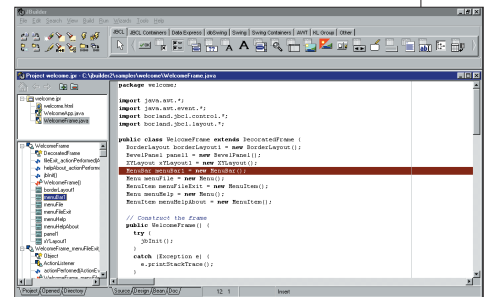 JBuilder
File Edit Search View Build Run Wizards Tools Help
JBCL JBCL Containers Data Express dbSwing Swing Swing Containers AWT KL Group Other
Project welcome.jpr - C:\jbuilder2\samples\welcome\WelcomeFrame.java
welcome.jpr
welcome.html
WelcomeApp.java
WelcomeFrame.java
WelcomeFrame
DecoratedFrame
fileExit_actionPerformed(A
helpAbout_actionPerform
jbInit()
WelcomeFrame()
borderLayout1
menuBar1
menuFile
menuFileExit
menuHelp
menuHelpAbout
panel1
xYLayout1
WelcomeFrame_menuFileExit_
Object
ActionListener
actionPerformed(ActionEv
package welcome;
import java.awt.*;
import java.awt.event.*;
import borland.jbcl.control.*;
import borland.jbcl.layout.*;
public class WelcomeFrame extends DecoratedFrame {
BorderLayout borderLayout1 = new BorderLayout();
BevelPanel panel1 = new BevelPanel();
XYLayout xYLayout1 = new XYLayout();
MenuBar menuBar1 = new MenuBar();
Menu menuFile = new Menu();
MenuItem menuFileExit = new MenuItem();
Menu menuHelp = new Menu();
MenuItem menuHelpAbout = new MenuItem();
// Construct the frame
public WelcomeFrame() {
try {
jbInit();
}
catch (Exception e) {
e.printStackTrace();
}
Project Opened Directory
Source Design Bean Doc
12 1 Insert